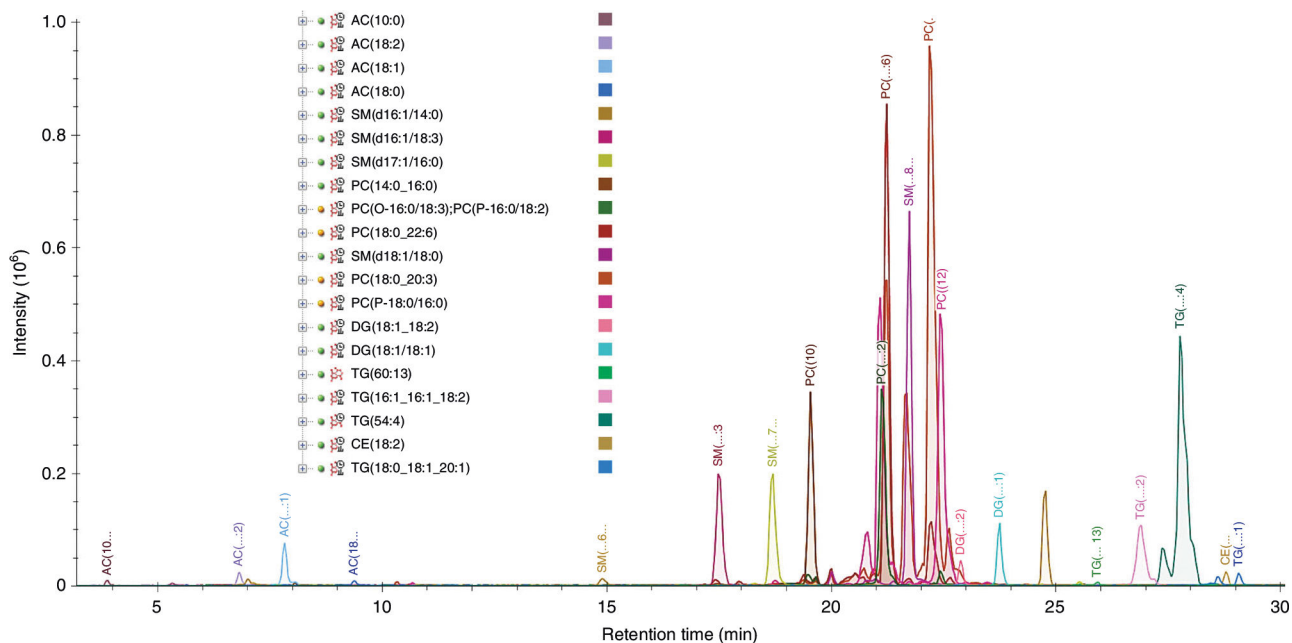 1.0
0.8
0.6
0.4
0.2
0
Intensity (10⁶)
AC(10:0)
AC(18:2)
AC(18:1)
AC(18:0)
SM(d16:1/14:0)
SM(d16:1/18:3)
SM(d17:1/16:0)
PC(14:0_16:0)
PC(O-16:0/18:3);PC(P-16:0/18:2)
PC(18:0_22:6)
SM(d18:1/18:0)
PC(18:0_20:3)
PC(P-18:0/16:0)
DG(18:1_18:2)
DG(18:1/18:1)
TG(60:13)
TG(16:1_16:1_18:2)
TG(54:4)
CE(18:2)
TG(18:0_18:1_20:1)
AC(10...
AC(...:2)
AC(...:1)
AC(18...
SM(...6...
SM(...:3
SM(...7...
PC((10)
PC(...:2)
PC(...:6)
SM(...8...
PC(.
PC((12)
DG(...:2)
DG(...:1)
TG(... 13)
TG(...:2)
TG(...:4)
CE(...
TG(...:1)
5
10
15
20
25
30
Retention time (min)